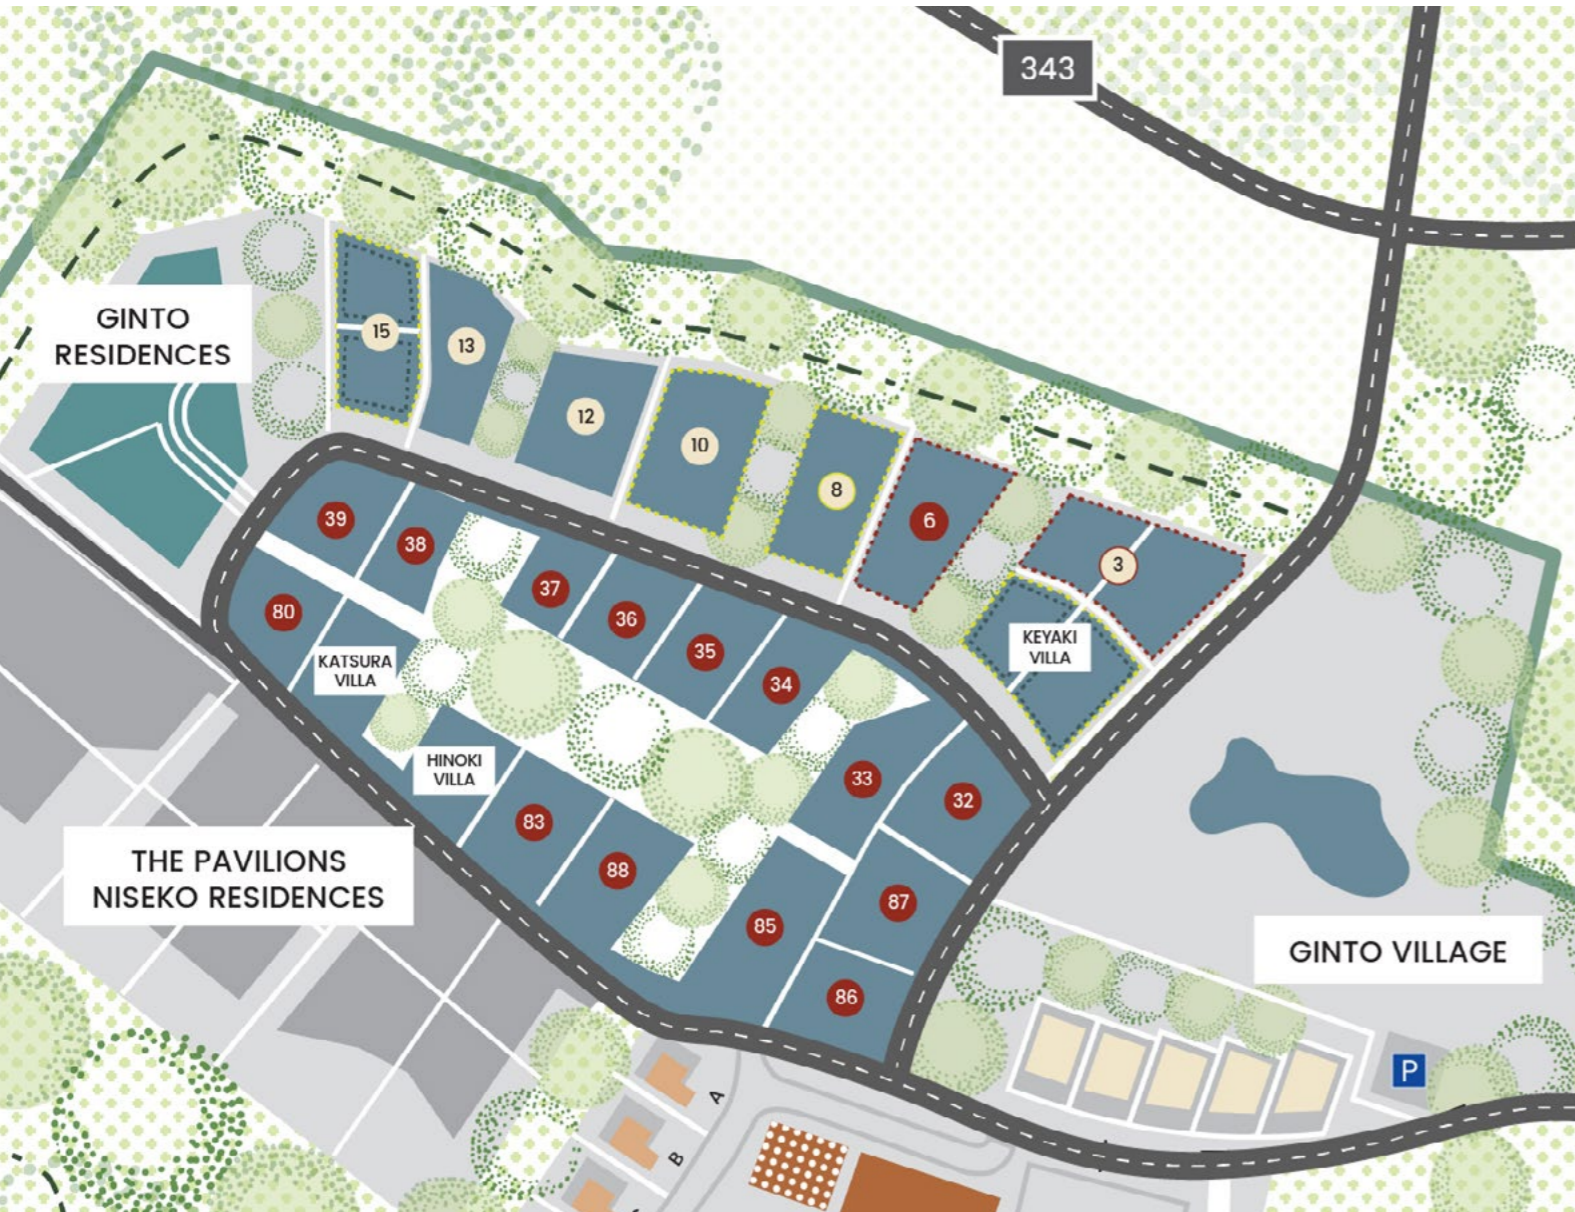 343
GINTO
RESIDENCES
15
13
12
10
8
6
3
KEYAKI
VILLA
39
38
37
36
35
34
33
32
80
KATSURA
VILLA
HINOKI
VILLA
83
88
85
87
86
THE PAVILIONS
NISEKO RESIDENCES
GINTO VILLAGE
P
A
B